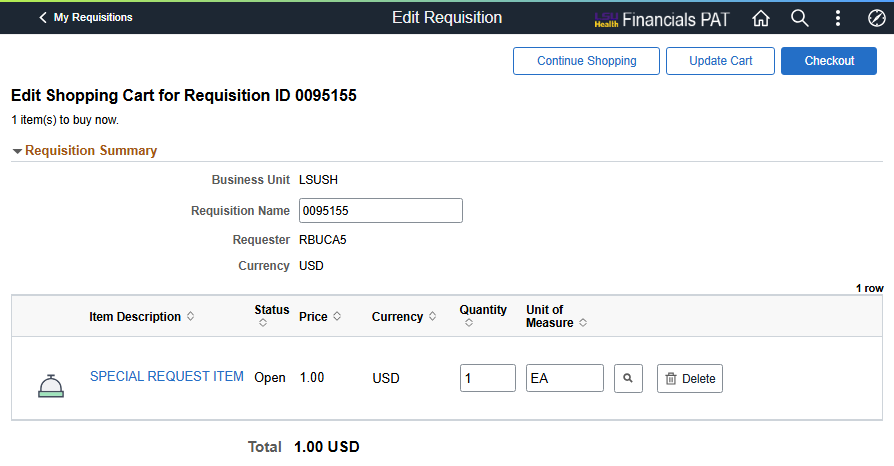 My Requisitions
Edit Requisition
LSU Health Financials PAT
Continue Shopping
Update Cart
Checkout
Edit Shopping Cart for Requisition ID 0095155
1 item(s) to buy now.
Requisition Summary
Business Unit LSUSH
Requisition Name 0095155
Requester RBUCA5
Currency USD
1 row
Item Description Status Price Currency Quantity Unit of Measure
SPECIAL REQUEST ITEM Open 1.00 USD 1 EA Delete
Total 1.00 USD